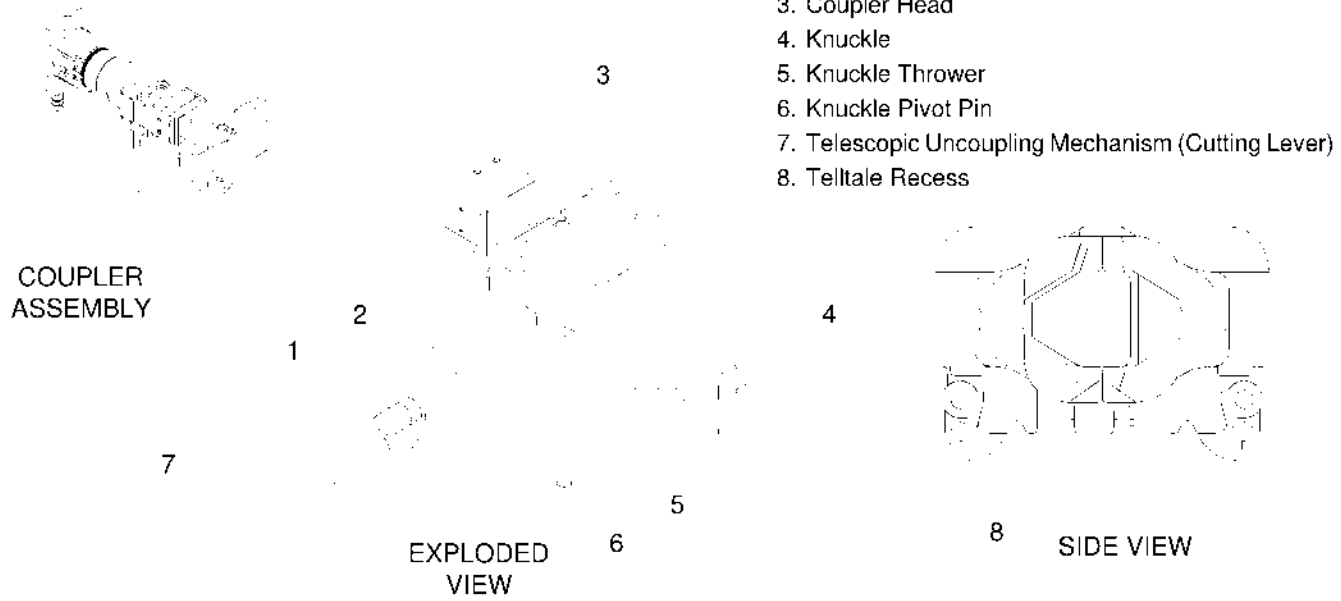 3. Coupler Head
4. Knuckle
5. Knuckle Thrower
6. Knuckle Pivot Pin
7. Telescopic Uncoupling Mechanism (Cutting Lever)
8. Telltale Recess
3
COUPLER
ASSEMBLY
2
4
1
7
5
8
6
SIDE VIEW
EXPLODED
VIEW